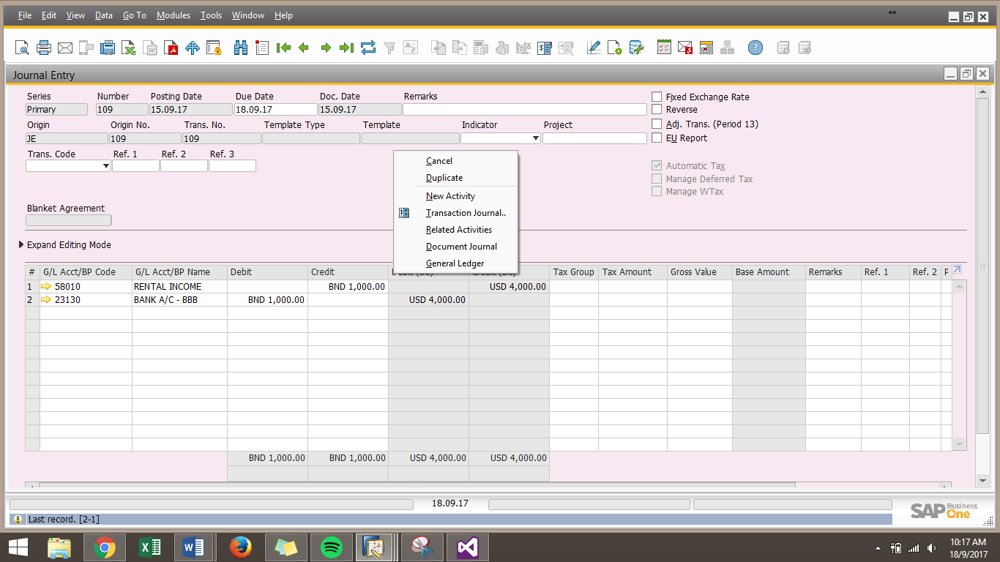 File Edit View Data Go To Modules Tools Window Help
Journal Entry
Series Number Posting Date Due Date Doc. Date Remarks Fixed Exchange Rate
Primary 109 15.09.17 18.09.17 15.09.17 Reverse
Origin Origin No. Trans. No. Template Type Template Indicator Project Adj. Trans. (Period 13)
JE 109 109 EU Report
Trans. Code Ref. 1 Ref. 2 Ref. 3
Automatic Tax
Manage Deferred Tax
Manage WTax
Cancel
Duplicate
New Activity
Transaction Journal..
Related Activities
Document Journal
General Ledger
Blanket Agreement
Expand Editing Mode
# G/L Acct/BP Code G/L Acct/BP Name Debit Credit Tax Group Tax Amount Gross Value Base Amount Remarks Ref. 1 Ref. 2 P
1 58010 RENTAL INCOME BND 1,000.00 USD 4,000.00
2 23130 BANK A/C - BBB BND 1,000.00 USD 4,000.00
BND 1,000.00 BND 1,000.00 USD 4,000.00 USD 4,000.00
18.09.17
SAP Business One
Last record. [2-1]
10:17 AM
18/9/2017